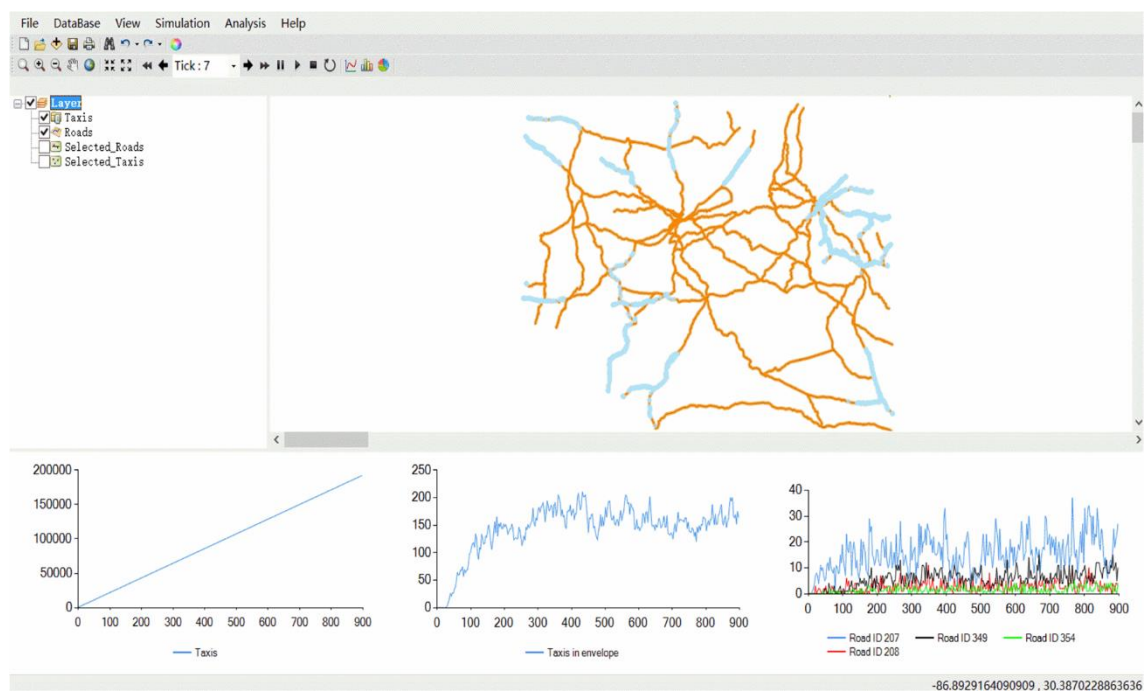 File DataBase View Simulation Analysis Help
Tick : 7
Layer
Taxis
Roads
Selected_Roads
Selected_Taxis
200000
150000
100000
50000
0
0 100 200 300 400 500 600 700 800 900
Taxis
250
200
150
100
50
0
0 100 200 300 400 500 600 700 800 900
Taxis in envelope
40
30
20
10
0
0 100 200 300 400 500 600 700 800 900
Road ID 207 Road ID 349 Road ID 354
Road ID 208
-86.8929164090909 , 30.3870228863636